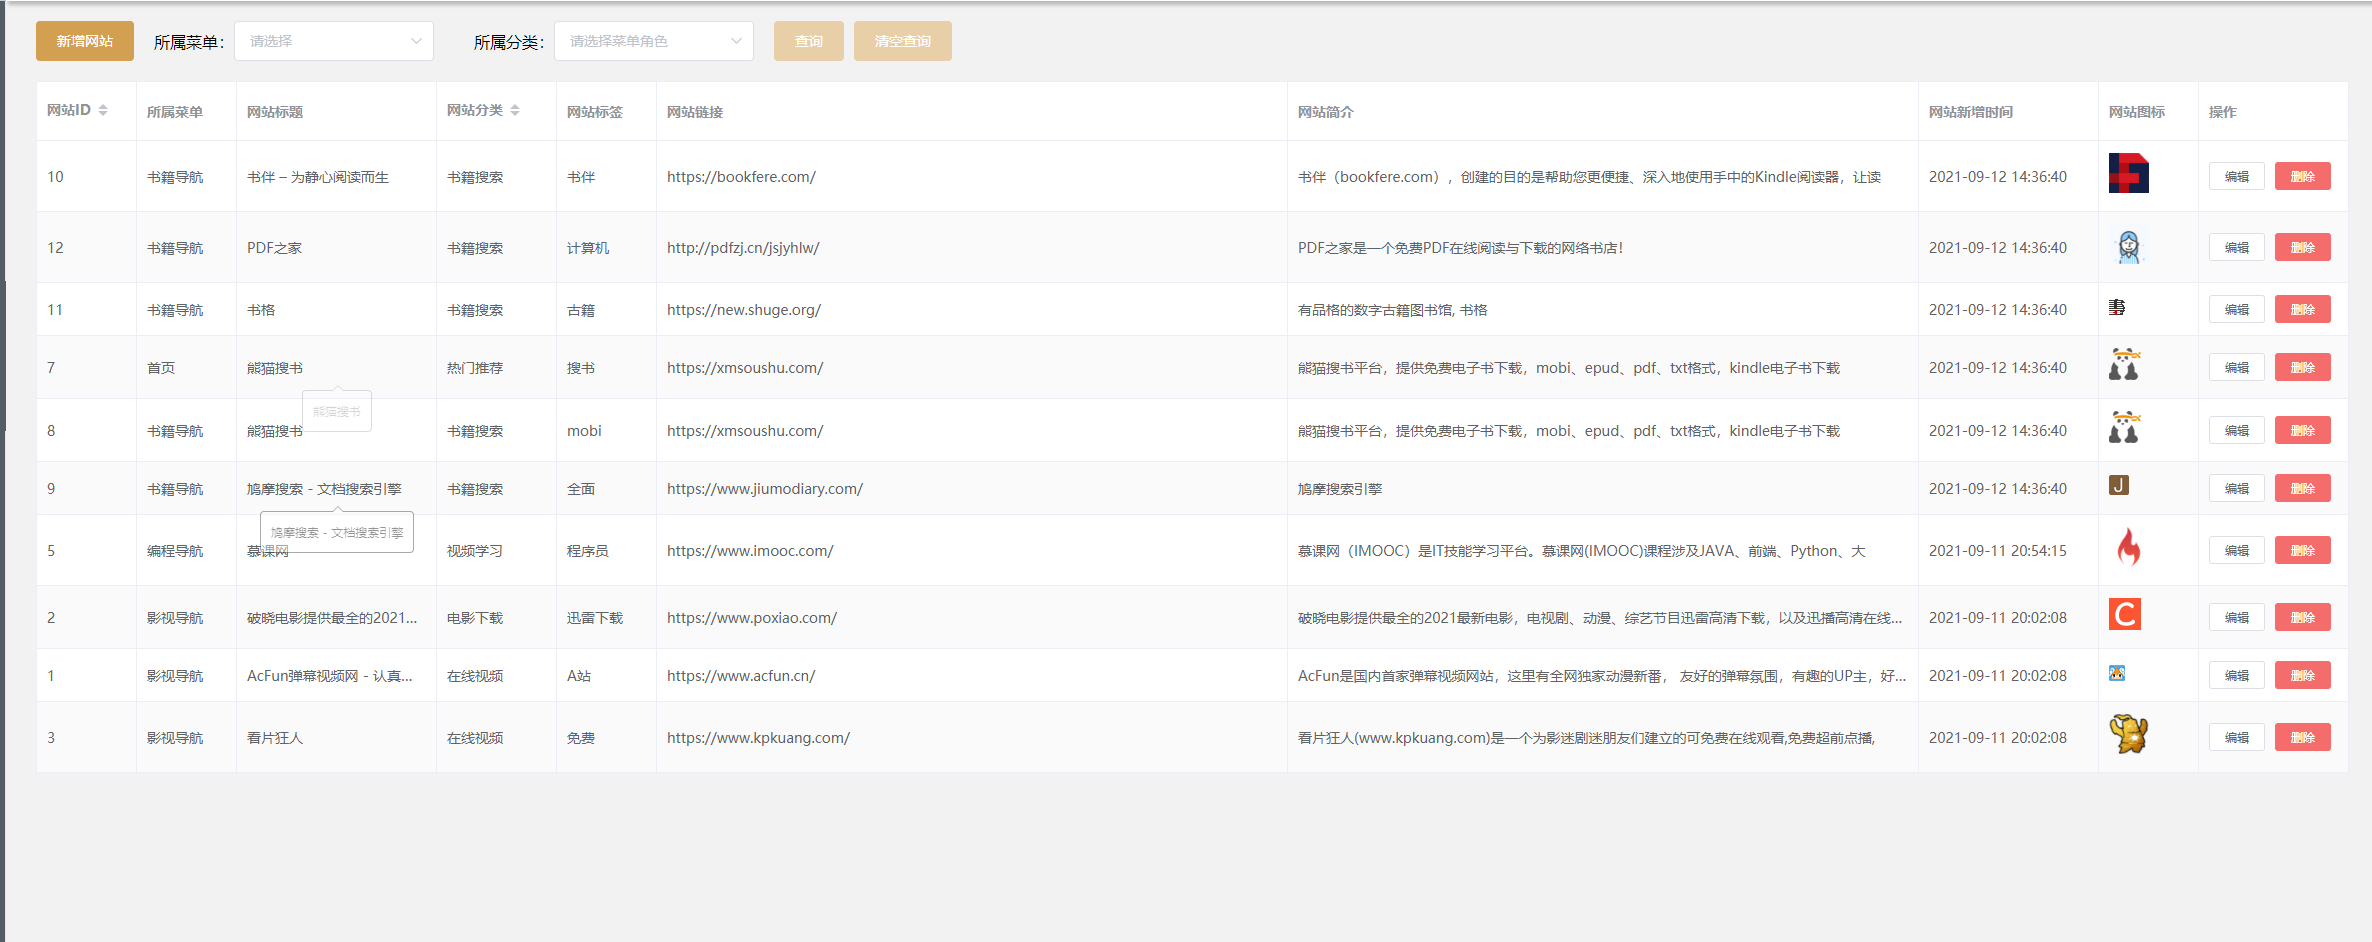 新增网站 所属菜单： 请选择 所属分类： 请选择菜单角色 查询 清空查询
网站ID 所属菜单 网站标题 网站分类 网站标签 网站链接 网站简介 网站新增时间 网站图标 操作
10 书籍导航 书伴 – 为静心阅读而生 书籍搜索 书伴 https://bookfere.com/ 书伴（bookfere.com），创建的目的是帮助您更便捷、深入地使用手中的Kindle阅读器，让读 2021-09-12 14:36:40 编辑 删除
12 书籍导航 PDF之家 书籍搜索 计算机 http://pdfzj.cn/jsjyhlw/ PDF之家是一个免费PDF在线阅读与下载的网络书店！ 2021-09-12 14:36:40 编辑 删除
11 书籍导航 书格 书籍搜索 古籍 https://new.shuge.org/ 有品格的数字古籍图书馆, 书格 2021-09-12 14:36:40 书 编辑 删除
7 首页 熊猫搜书 热门推荐 搜书 https://xmsoushu.com/ 熊猫搜书平台，提供免费电子书下载，mobi、epud、pdf、txt格式，kindle电子书下载 2021-09-12 14:36:40 编辑 删除
熊猫搜书
8 书籍导航 熊猫搜书 书籍搜索 mobi https://xmsoushu.com/ 熊猫搜书平台，提供免费电子书下载，mobi、epud、pdf、txt格式，kindle电子书下载 2021-09-12 14:36:40 编辑 删除
9 书籍导航 鸠摩搜索 - 文档搜索引擎 书籍搜索 全面 https://www.jiumodiary.com/ 鸠摩搜索引擎 2021-09-12 14:36:40 J 编辑 删除
鸠摩搜索 - 文档搜索引擎
5 编程导航 慕课网 视频学习 程序员 https://www.imooc.com/ 慕课网（IMOOC）是IT技能学习平台。慕课网(IMOOC)课程涉及JAVA、前端、Python、大 2021-09-11 20:54:15 编辑 删除
2 影视导航 破晓电影提供最全的2021... 电影下载 迅雷下载 https://www.poxiao.com/ 破晓电影提供最全的2021最新电影，电视剧、动漫、综艺节目迅雷高清下载，以及迅播高清在线... 2021-09-11 20:02:08 C 编辑 删除
1 影视导航 AcFun弹幕视频网 - 认真... 在线视频 A站 https://www.acfun.cn/ AcFun是国内首家弹幕视频网站，这里有全网独家动漫新番， 友好的弹幕氛围，有趣的UP主，好... 2021-09-11 20:02:08 编辑 删除
3 影视导航 看片狂人 在线视频 免费 https://www.kpkuang.com/ 看片狂人(www.kpkuang.com)是一个为影迷剧迷朋友们建立的可免费在线观看,免费超前点播, 2021-09-11 20:02:08 编辑 删除